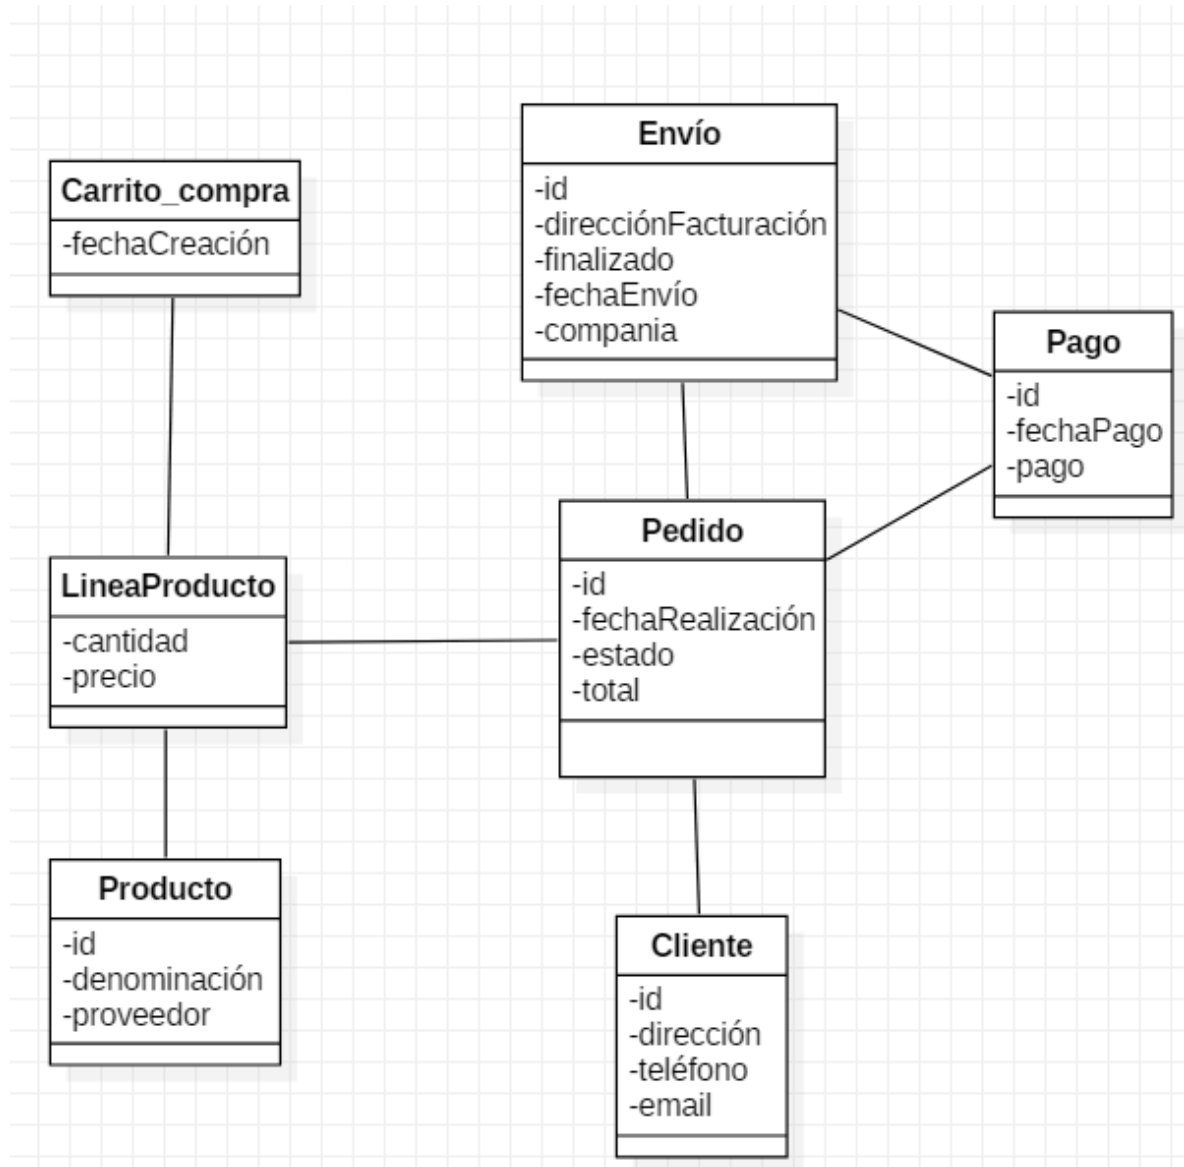 Carrito_compra
-fechaCreación
Envío
-id
-direcciónFacturación
-finalizado
-fechaEnvío
-compania
Pago
-id
-fechaPago
-pago
LineaProducto
-cantidad
-precio
Pedido
-id
-fechaRealización
-estado
-total
Producto
-id
-denominación
-proveedor
Cliente
-id
-dirección
-teléfono
-email